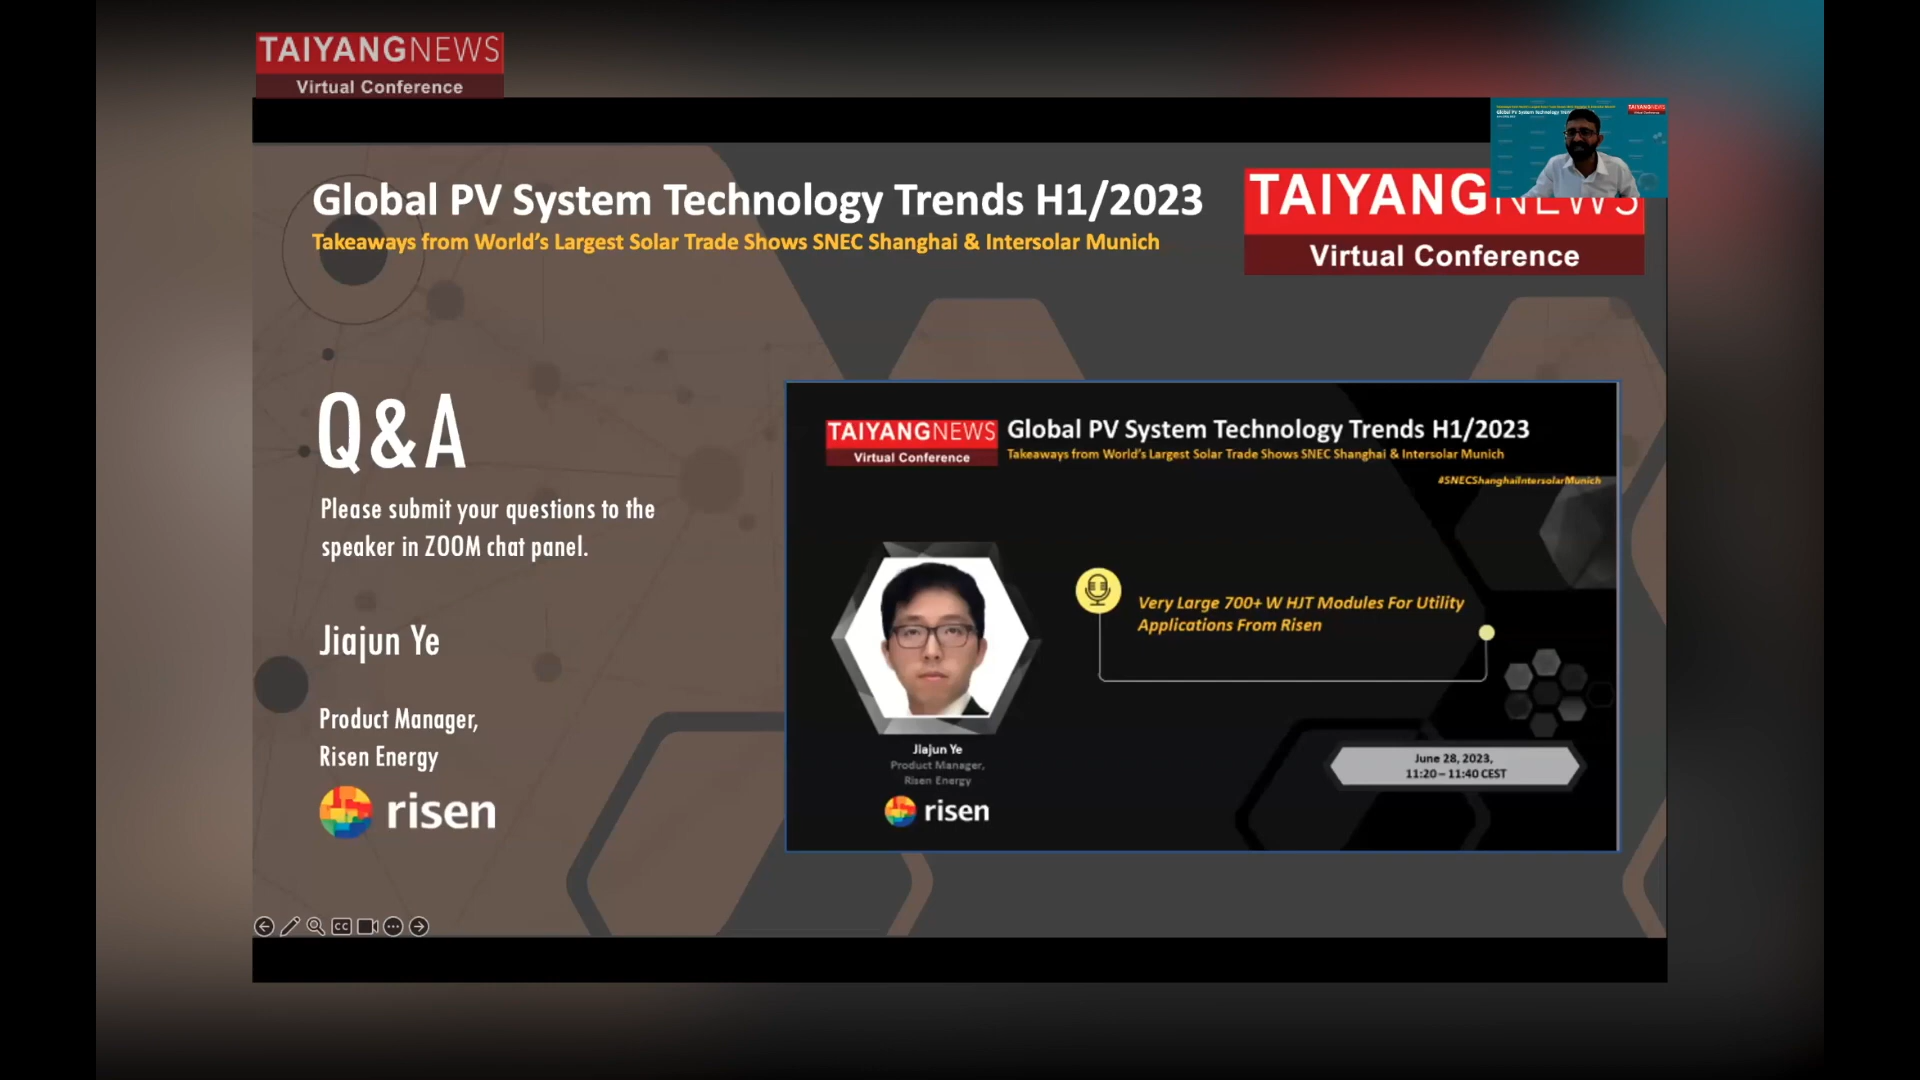 TAIYANGNEWS
Virtual Conference
Global PV System Technology Trends H1/2023
Takeaways from World's Largest Solar Trade Shows SNEC Shanghai & Intersolar Munich
TAIYANGNEWS
Virtual Conference
TAIYANGNEWS
Q&A
Please submit your questions to the
speaker in ZOOM chat panel.
Jiajun Ye
Product Manager,
Risen Energy
risen
TAIYANGNEWS
Virtual Conference
Global PV System Technology Trends H1/2023
Takeaways from World's Largest Solar Trade Shows SNEC Shanghai & Intersolar Munich
#SNECShanghaiIntersolarMunich
Very Large 700+ W HJT Modules For Utility
Applications From Risen
Jiajun Ye
Product Manager,
Risen Energy
risen
June 28, 2023,
11:20 – 11:40 CEST
CC